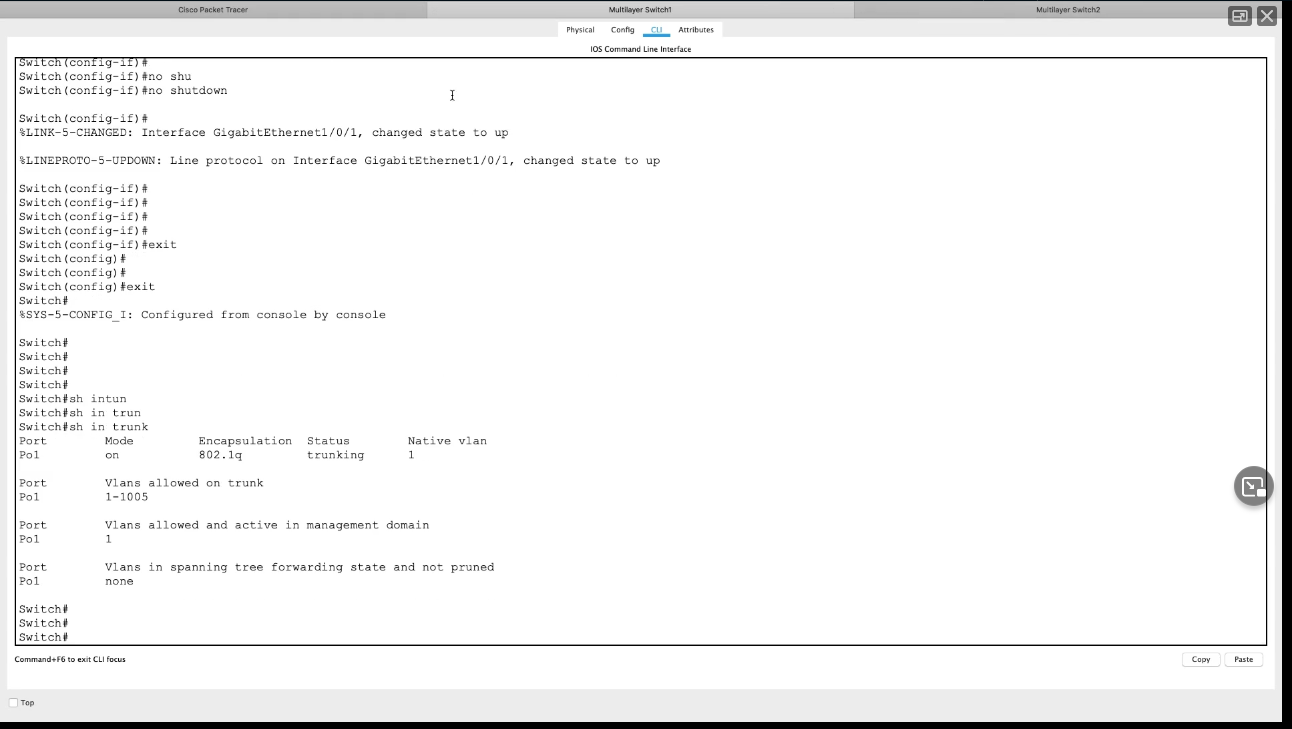 Cisco Packet Tracer
Multilayer Switch1
Multilayer Switch2
Physical Config CLI Attributes
IOS Command Line Interface
Switch(config-if)#
Switch(config-if)#no shu
Switch(config-if)#no shutdown
Switch(config-if)#
%LINK-5-CHANGED: Interface GigabitEthernet1/0/1, changed state to up
%LINEPROTO-5-UPDOWN: Line protocol on Interface GigabitEthernet1/0/1, changed state to up
Switch(config-if)#
Switch(config-if)#
Switch(config-if)#
Switch(config-if)#
Switch(config-if)#exit
Switch(config)#
Switch(config)#
Switch(config)#exit
Switch#
%SYS-5-CONFIG_I: Configured from console by console
Switch#
Switch#
Switch#
Switch#
Switch#sh intun
Switch#sh in trun
Switch#sh in trunk
Port Mode Encapsulation Status Native vlan
Po1 on 802.1q trunking 1
Port Vlans allowed on trunk
Po1 1-1005
Port Vlans allowed and active in management domain
Po1 1
Port Vlans in spanning tree forwarding state and not pruned
Po1 none
Switch#
Switch#
Switch#
Command+F6 to exit CLI focus
Copy Paste
Top